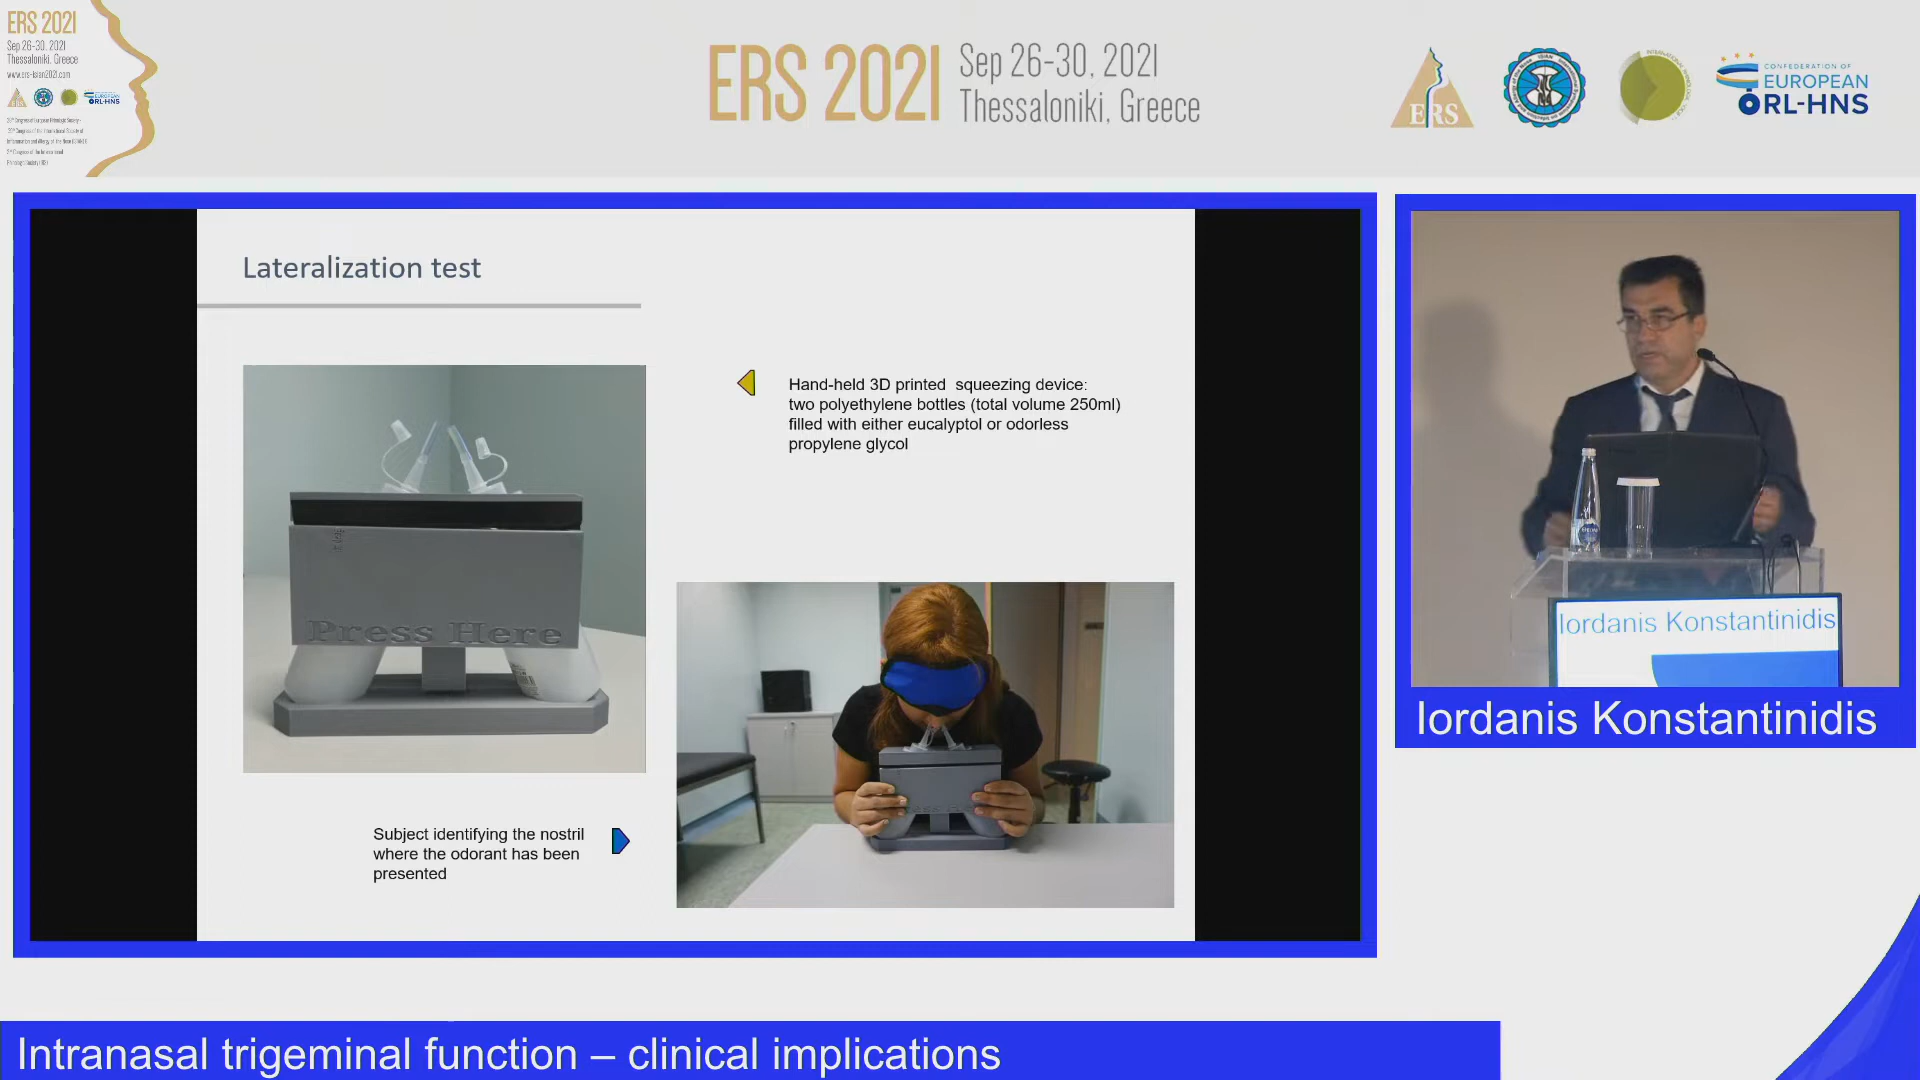 ERS 2021
Sep 26-30, 2021
Thessaloniki, Greece
www.ers-isian2021.com
ERS 2021
Sep 26-30, 2021
Thessaloniki, Greece
ERS
CONFEDERATION OF
EUROPEAN
ORL-HNS
Lateralization test
Hand-held 3D printed squeezing device:
two polyethylene bottles (total volume 250ml)
filled with either eucalyptol or odorless
propylene glycol
Press Here
Subject identifying the nostril
where the odorant has been
presented
Iordanis Konstantinidis
Iordanis Konstantinidis
Intranasal trigeminal function – clinical implications